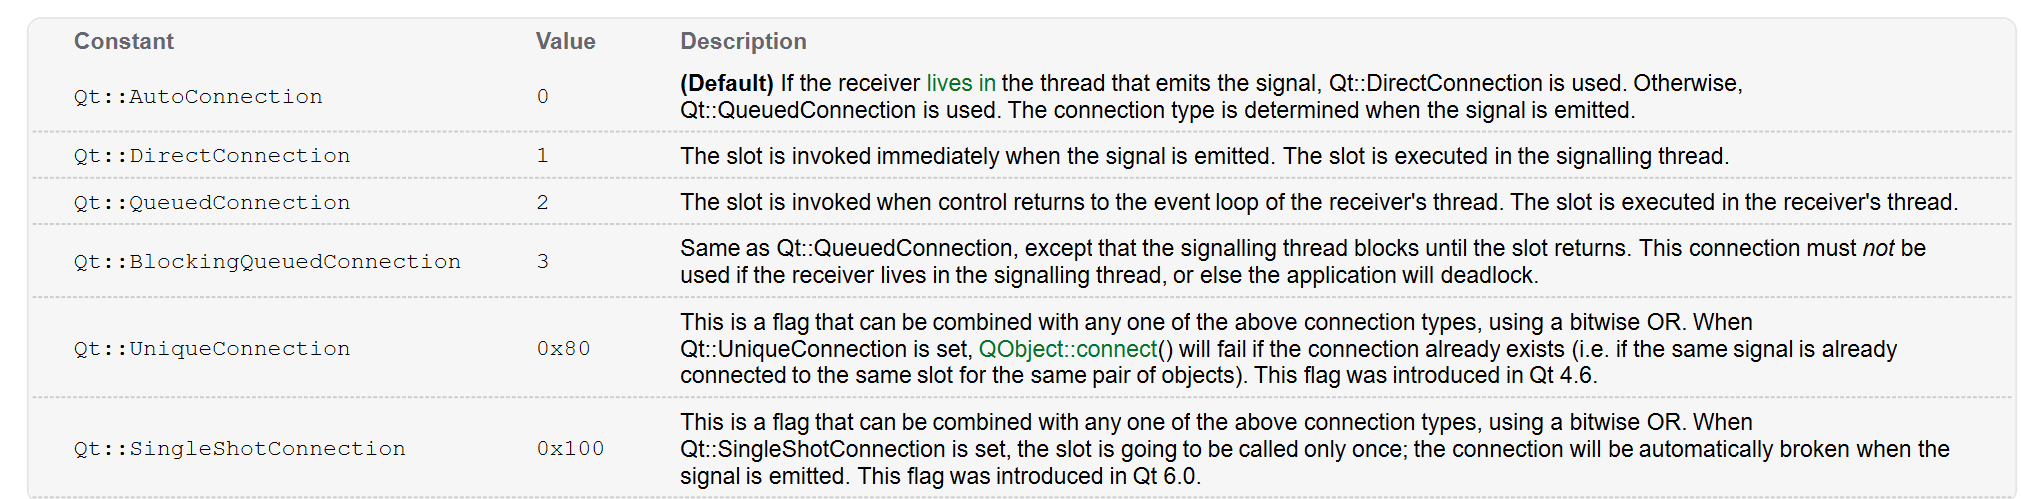 Constant Value Description
(Default) If the receiver lives in the thread that emits the signal, Qt::DirectConnection is used. Otherwise,
Qt::AutoConnection 0
Qt::QueuedConnection is used. The connection type is determined when the signal is emitted.
Qt::DirectConnection 1 The slot is invoked immediately when the signal is emitted. The slot is executed in the signalling thread.
Qt::QueuedConnection 2 The slot is invoked when control returns to the event loop of the receiver's thread. The slot is executed in the receiver's thread.
Same as Qt::QueuedConnection, except that the signalling thread blocks until the slot returns. This connection must not be
Qt::BlockingQueuedConnection 3
used if the receiver lives in the signalling thread, or else the application will deadlock.
This is a flag that can be combined with any one of the above connection types, using a bitwise OR. When
Qt::UniqueConnection 0x80 Qt::UniqueConnection is set, QObject::connect() will fail if the connection already exists (i.e. if the same signal is already
connected to the same slot for the same pair of objects). This flag was introduced in Qt 4.6.
This is a flag that can be combined with any one of the above connection types, using a bitwise OR. When
Qt::SingleShotConnection 0x100 Qt::SingleShotConnection is set, the slot is going to be called only once; the connection will be automatically broken when the
signal is emitted. This flag was introduced in Qt 6.0.